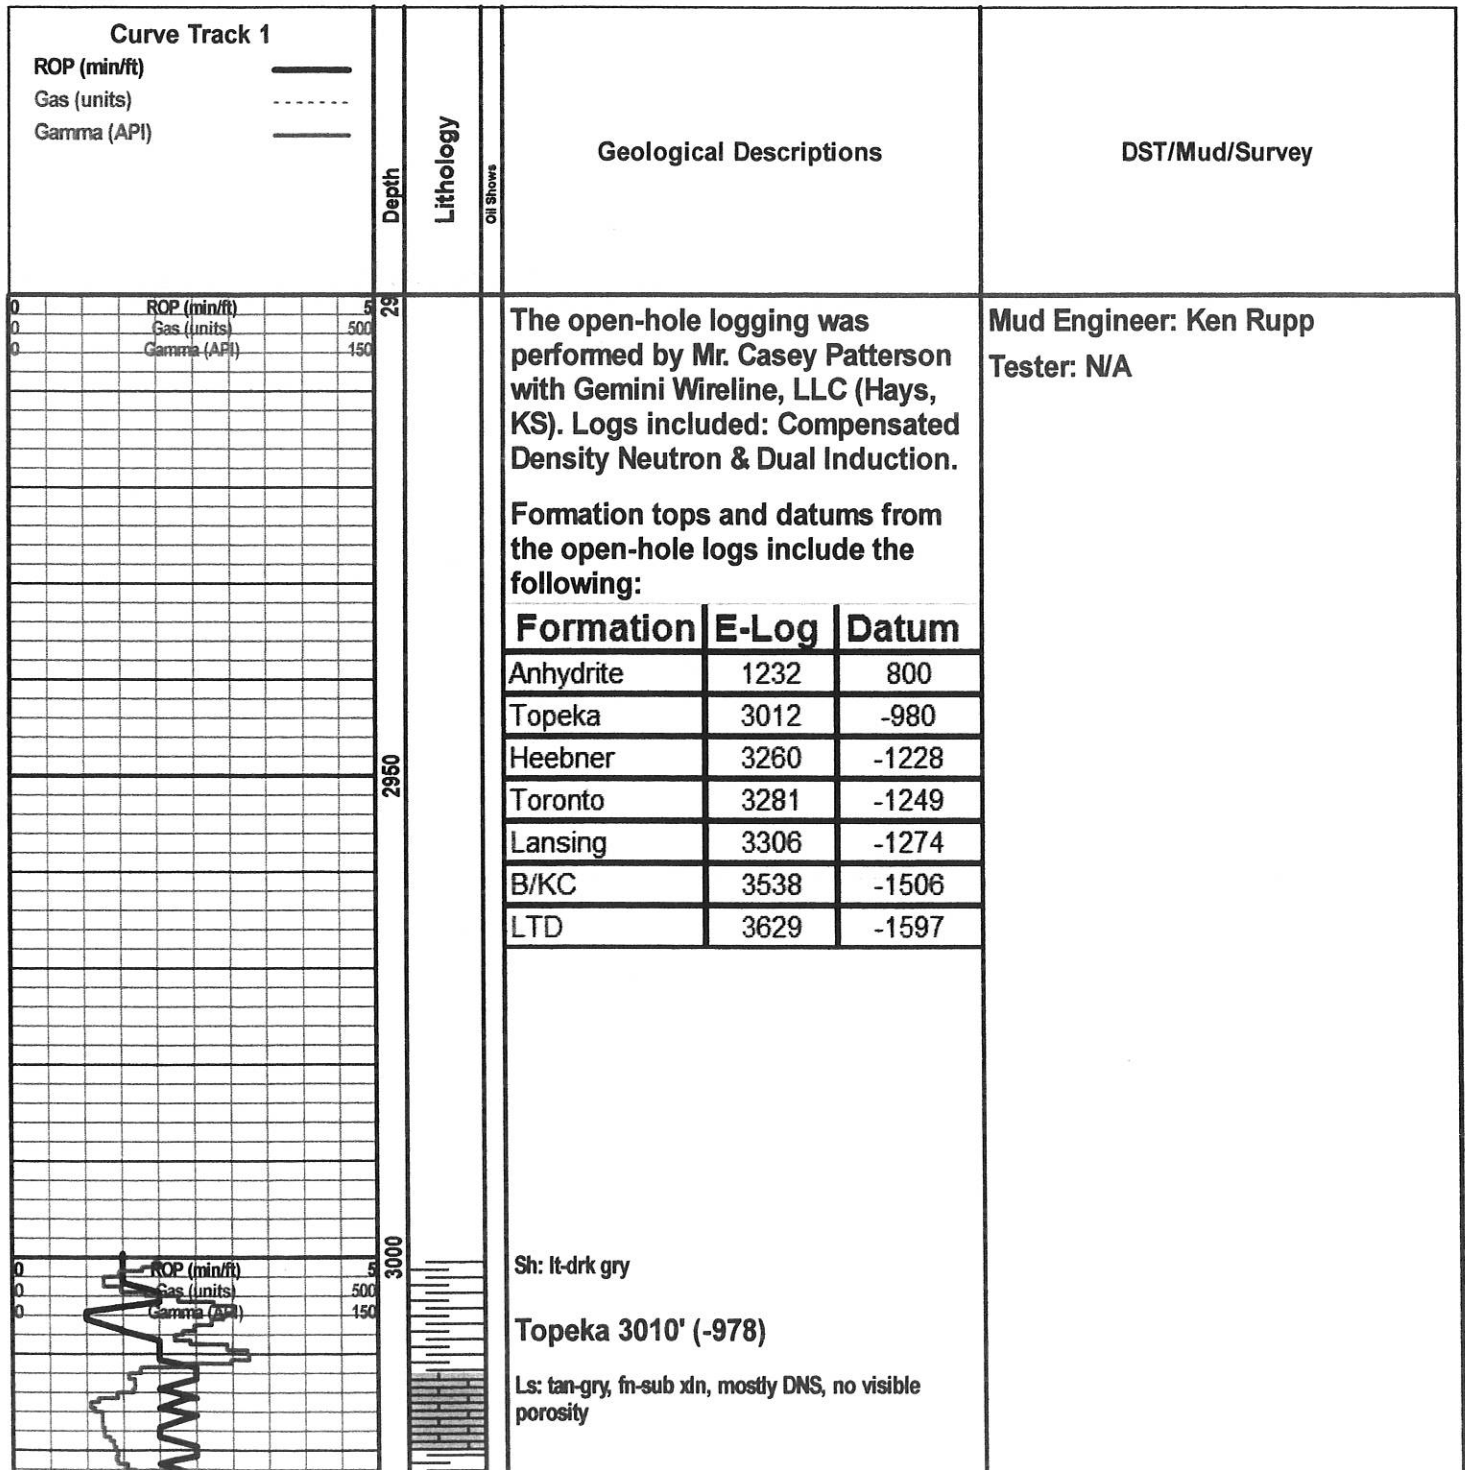 Curve Track 1
ROP (min/ft)
Gas (units)
Gamma (API)
Depth
Lithology
Oil Shows
Geological Descriptions
DST/Mud/Survey
0 ROP (min/ft) 5
0 Gas (units) 500
0 Gamma (API) 150
29
The open-hole logging was
performed by Mr. Casey Patterson
with Gemini Wireline, LLC (Hays,
KS). Logs included: Compensated
Density Neutron & Dual Induction.
Formation tops and datums from
the open-hole logs include the
following:
Formation E-Log Datum
Anhydrite 1232 800
Topeka 3012 -980
Heebner 3260 -1228
Toronto 3281 -1249
Lansing 3306 -1274
B/KC 3538 -1506
LTD 3629 -1597
Mud Engineer: Ken Rupp
Tester: N/A
2950
3000
0 ROP (min/ft) 5
0 Gas (units) 500
0 Gamma (API) 150
Sh: lt-drk gry
Topeka 3010' (-978)
Ls: tan-gry, fn-sub xln, mostly DNS, no visible
porosity